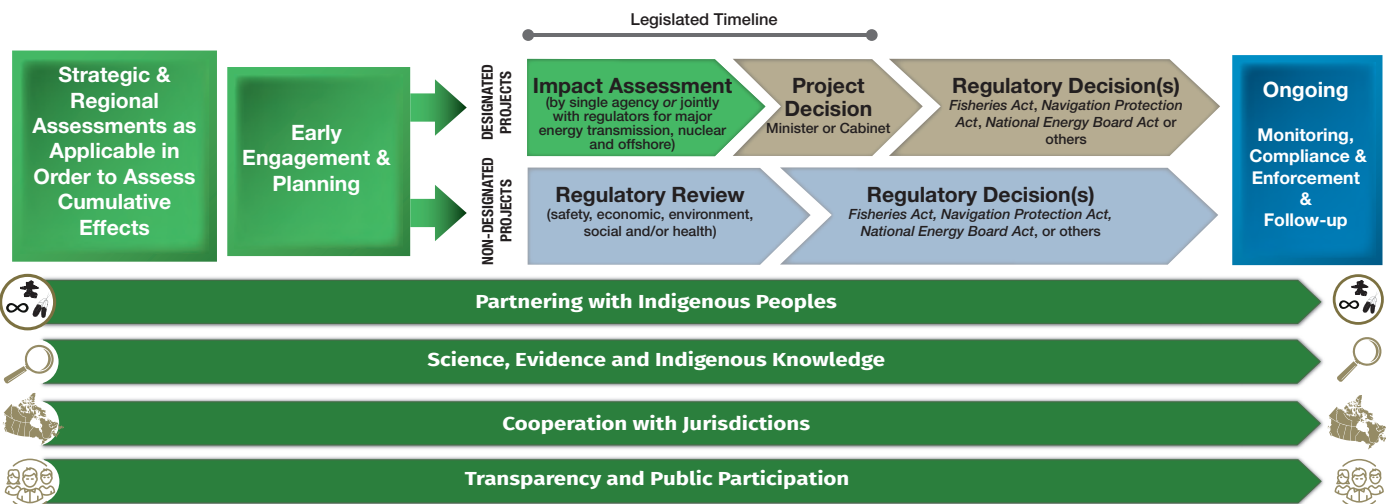 Legislated Timeline
Strategic &
Regional
Assessments as
Applicable in
Order to Assess
Cumulative
Effects
Early
Engagement &
Planning
DESIGNATED
PROJECTS
Impact Assessment
(by single agency or jointly
with regulators for major
energy transmission, nuclear
and offshore)
Project
Decision
Minister or Cabinet
Regulatory Decision(s)
Fisheries Act, Navigation Protection
Act, National Energy Board Act or
others
NON-DESIGNATED
PROJECTS
Regulatory Review
(safety, economic, environment,
social and/or health)
Regulatory Decision(s)
Fisheries Act, Navigation Protection Act,
National Energy Board Act, or others
Ongoing
Monitoring,
Compliance &
Enforcement
&
Follow-up
Partnering with Indigenous Peoples
Science, Evidence and Indigenous Knowledge
Cooperation with Jurisdictions
Transparency and Public Participation